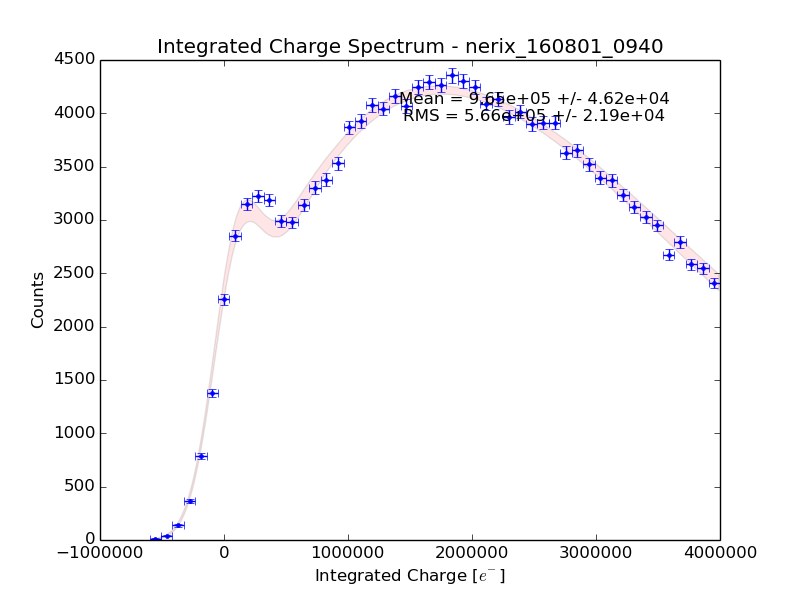 Integrated Charge Spectrum - nerix_160801_0940
4500
4000
3500
3000
2500
2000
1500
1000
500
0
Counts
Mean = 9.65e+05 +/- 4.62e+04
RMS = 5.66e+05 +/- 2.19e+04
−1000000 0 1000000 2000000 3000000 4000000
Integrated Charge [e⁻]